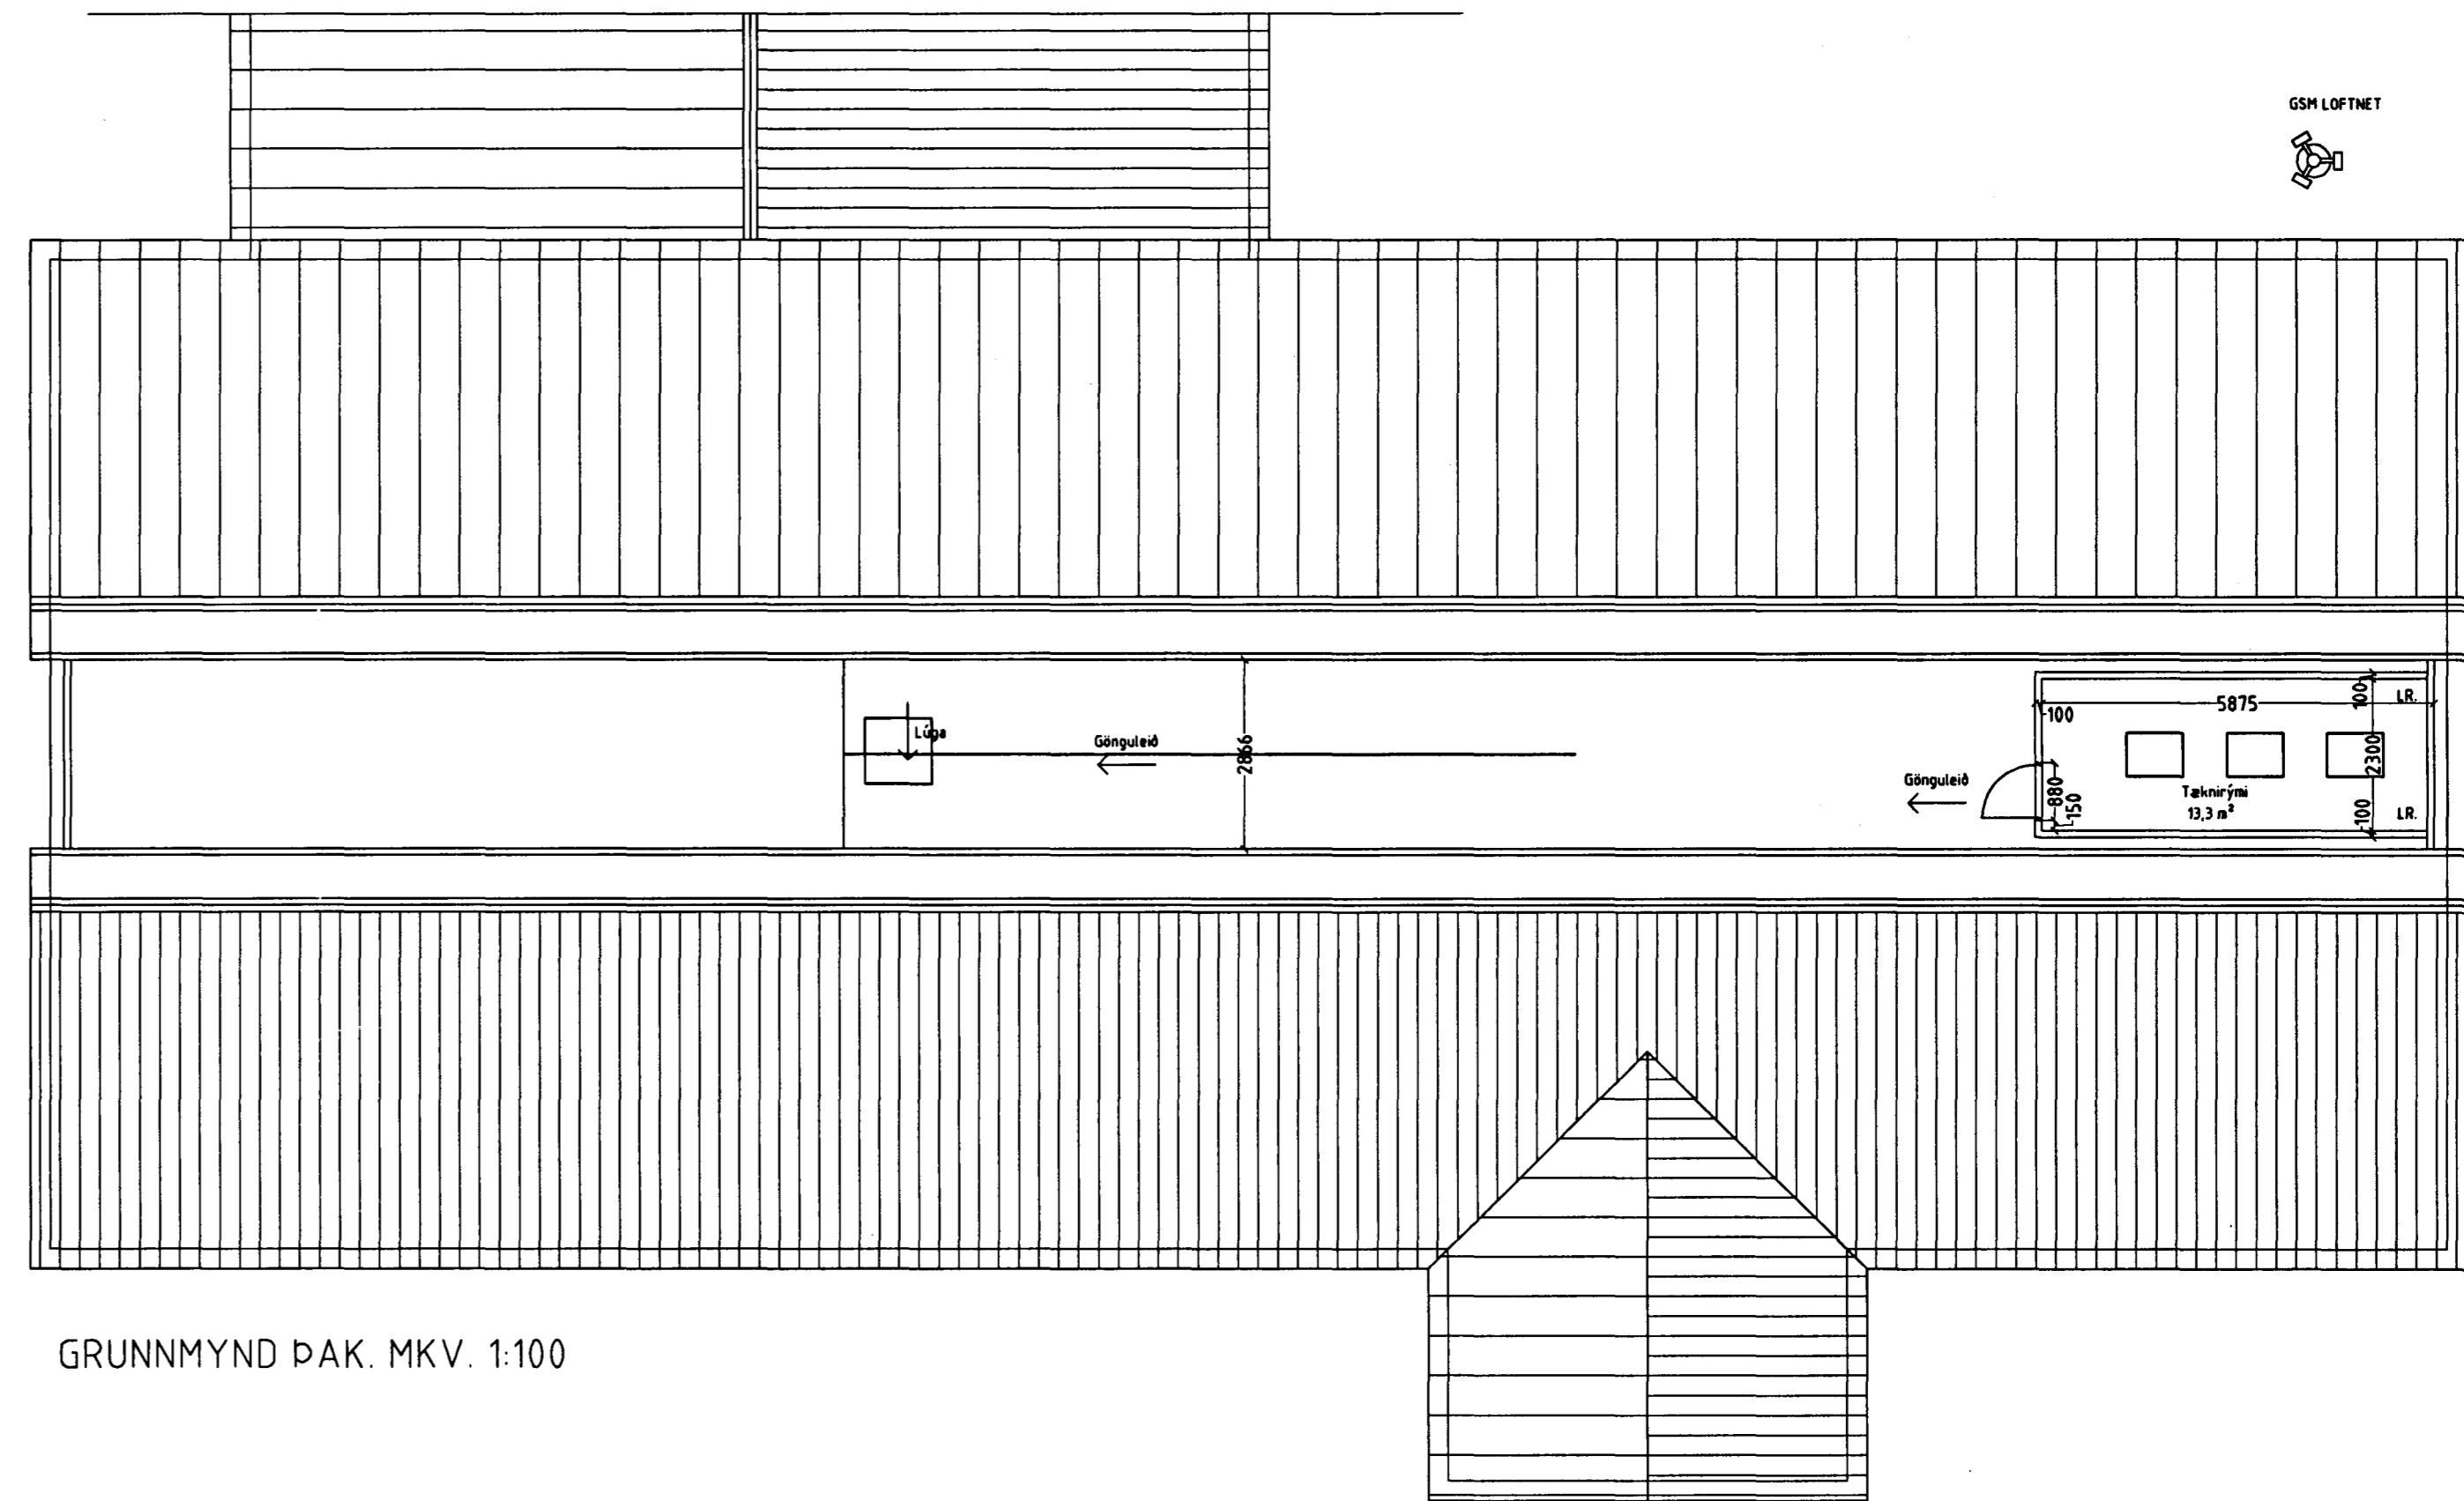 GSM LOFTNET
LR.
100
5875
100
Lúga
Gönguleið
2866
2300
Gönguleið
880
150
Tæknirými
13,3 m²
100
LR.
GRUNNMYND ÞAK. MKV. 1:100